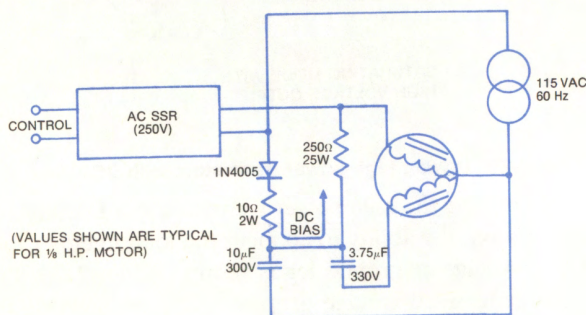 115 VAC
60 Hz
AC SSR
(250V)
CONTROL
250Ω
25W
1N4005
10Ω
2W
DC
BIAS
(VALUES SHOWN ARE TYPICAL
FOR ⅛ H.P. MOTOR)
10μF
300V
3.75μF
330V